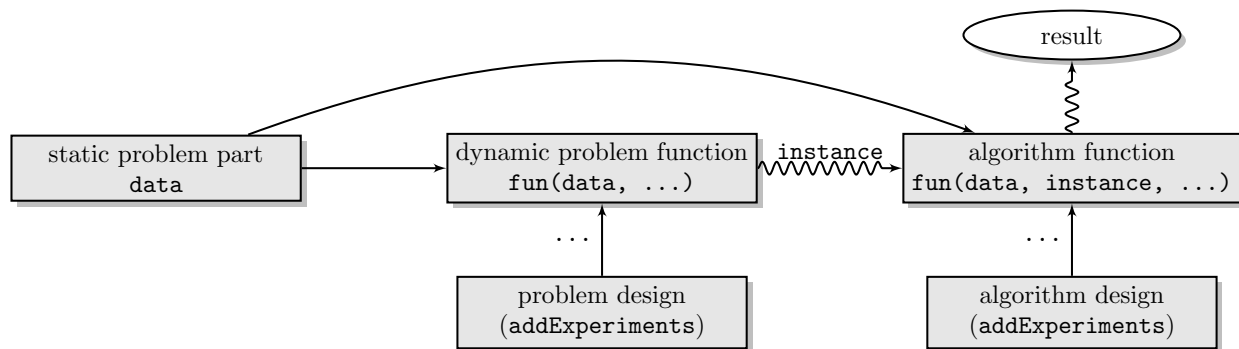 result
static problem part
data
dynamic problem function
fun(data, ...)
instance
algorithm function
fun(data, instance, ...)
...
...
problem design
(addExperiments)
algorithm design
(addExperiments)